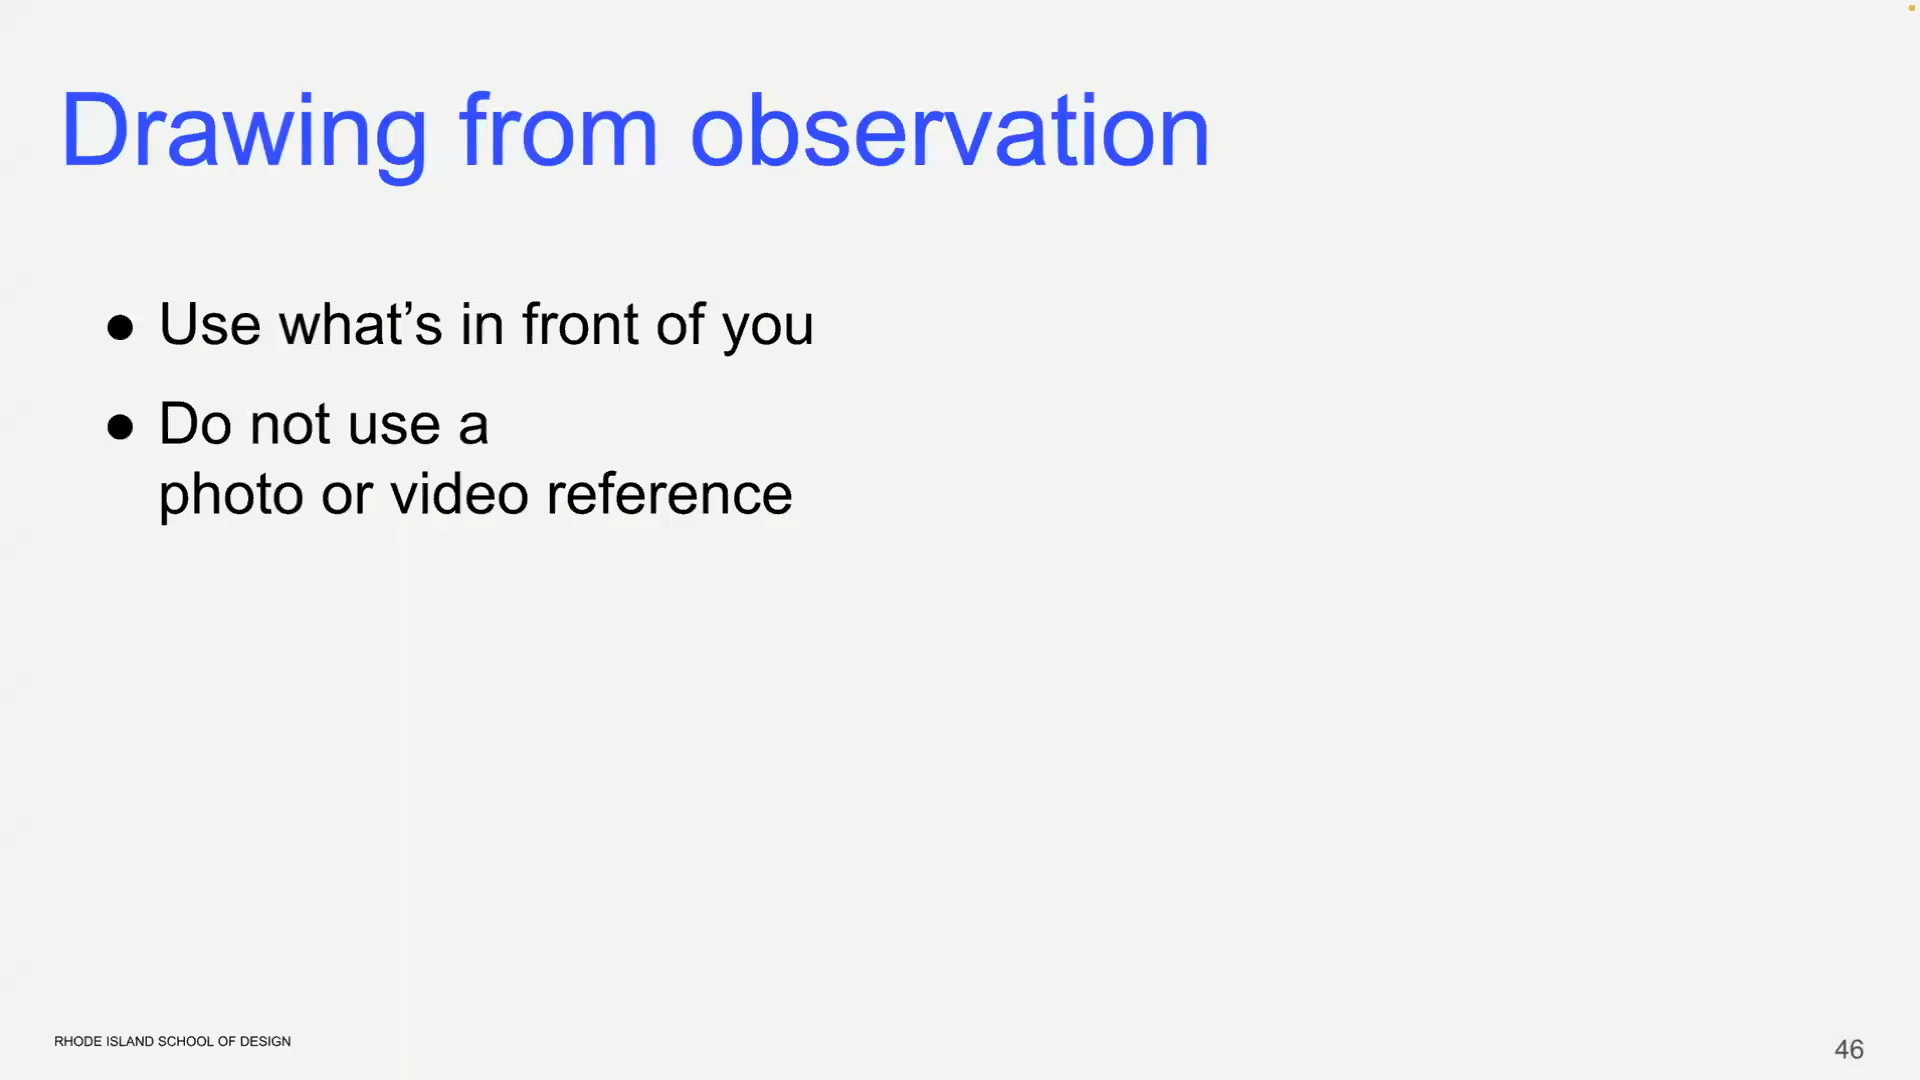 Drawing from observation
● Use what’s in front of you
● Do not use a
photo or video reference
RHODE ISLAND SCHOOL OF DESIGN
46